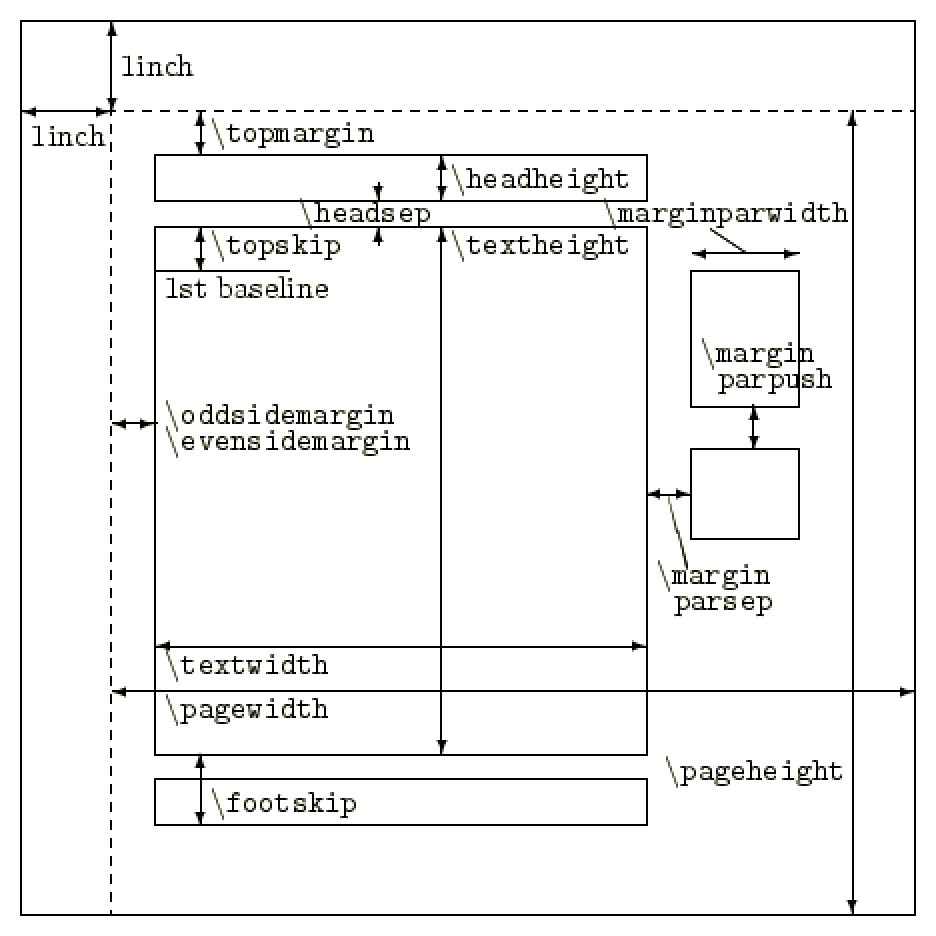 1inch
1inch
\topmargin
\headheight
\headsep
\marginparwidth
\topskip
\textheight
1st baseline
\margin
parpush
\oddsidemargin
\evensidemargin
\margin
parsep
\textwidth
\pagewidth
\pageheight
\footskip